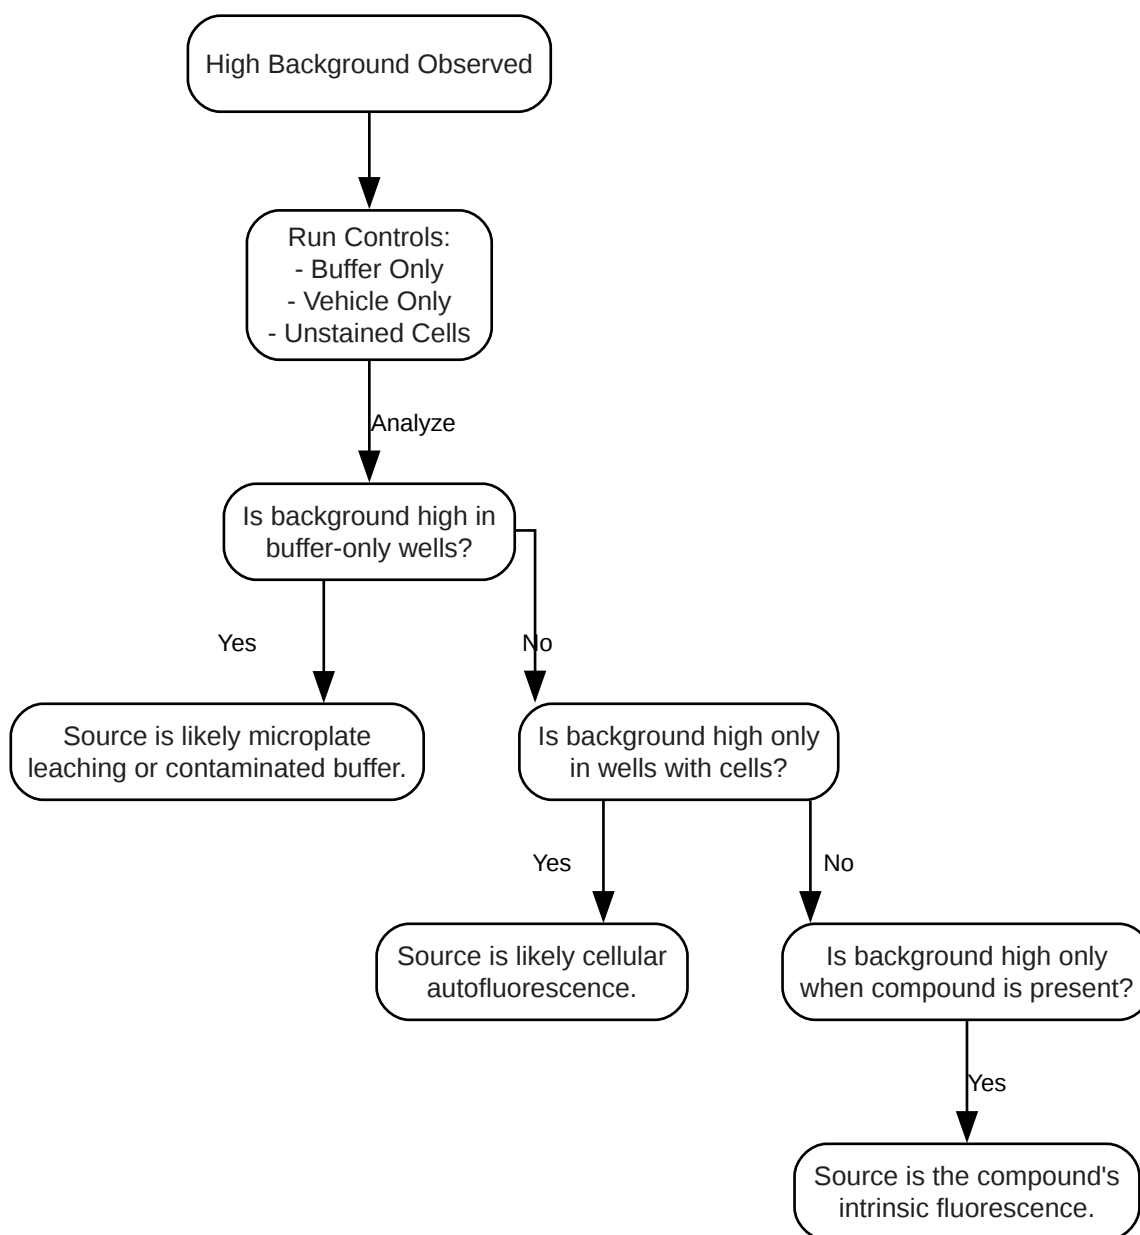 High Background Observed
Run Controls:
- Buffer Only
- Vehicle Only
- Unstained Cells
Analyze
Is background high in
buffer-only wells?
Yes
No
Source is likely microplate
leaching or contaminated buffer.
Is background high only
in wells with cells?
Yes
No
Source is likely cellular
autofluorescence.
Is background high only
when compound is present?
Yes
Source is the compound's
intrinsic fluorescence.